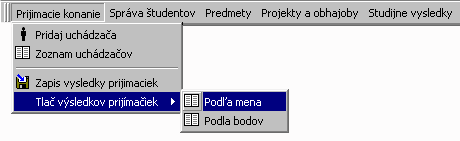 Prijimacie konanie Správa študentov Predmety Projekty a obhajoby Studijne vysledky
Pridaj uchádzača
Zoznam uchádzačov
Zapis vysledky prijimaciek
Tlač výsledkov prijímačiek
Podľa mena
Podla bodov